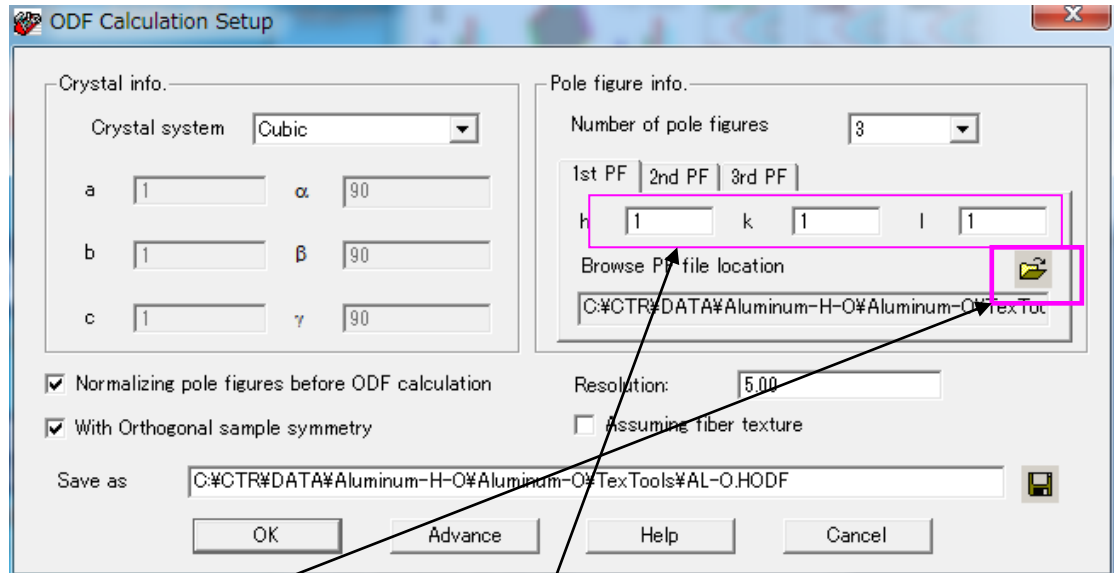 ODF Calculation Setup
Crystal info.
Crystal system Cubic
a 1 α 90
b 1 β 90
c 1 γ 90
Pole figure info.
Number of pole figures 3
1st PF 2nd PF 3rd PF
h 1 k 1 l 1
Browse PF file location
C:¥CTR¥DATA¥Aluminum-H-O¥Aluminum-O¥TexToo
Normalizing pole figures before ODF calculation
Resolution: 5.00
With Orthogonal sample symmetry
Assuming fiber texture
Save as C:¥CTR¥DATA¥Aluminum-H-O¥Aluminum-O¥TexTools¥AL-O.HODF
OK Advance Help Cancel